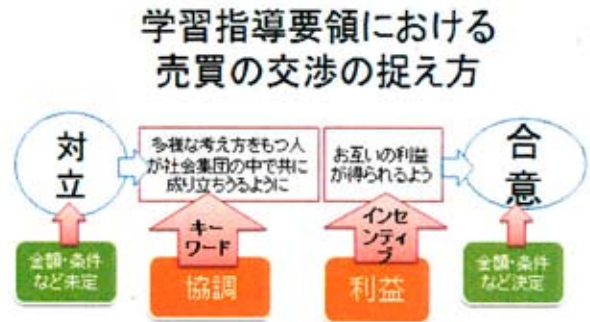 学習指導要領における
売買の交渉の捉え方
対立
多様な考え方をもつ人
が社会集団の中で共に
成り立ちうるように
お互いの利益
が得られるよう
合意
金額・条件
など未定
キー
ワード
協調
インセ
ンティ
ブ
利益
金額・条件
など決定